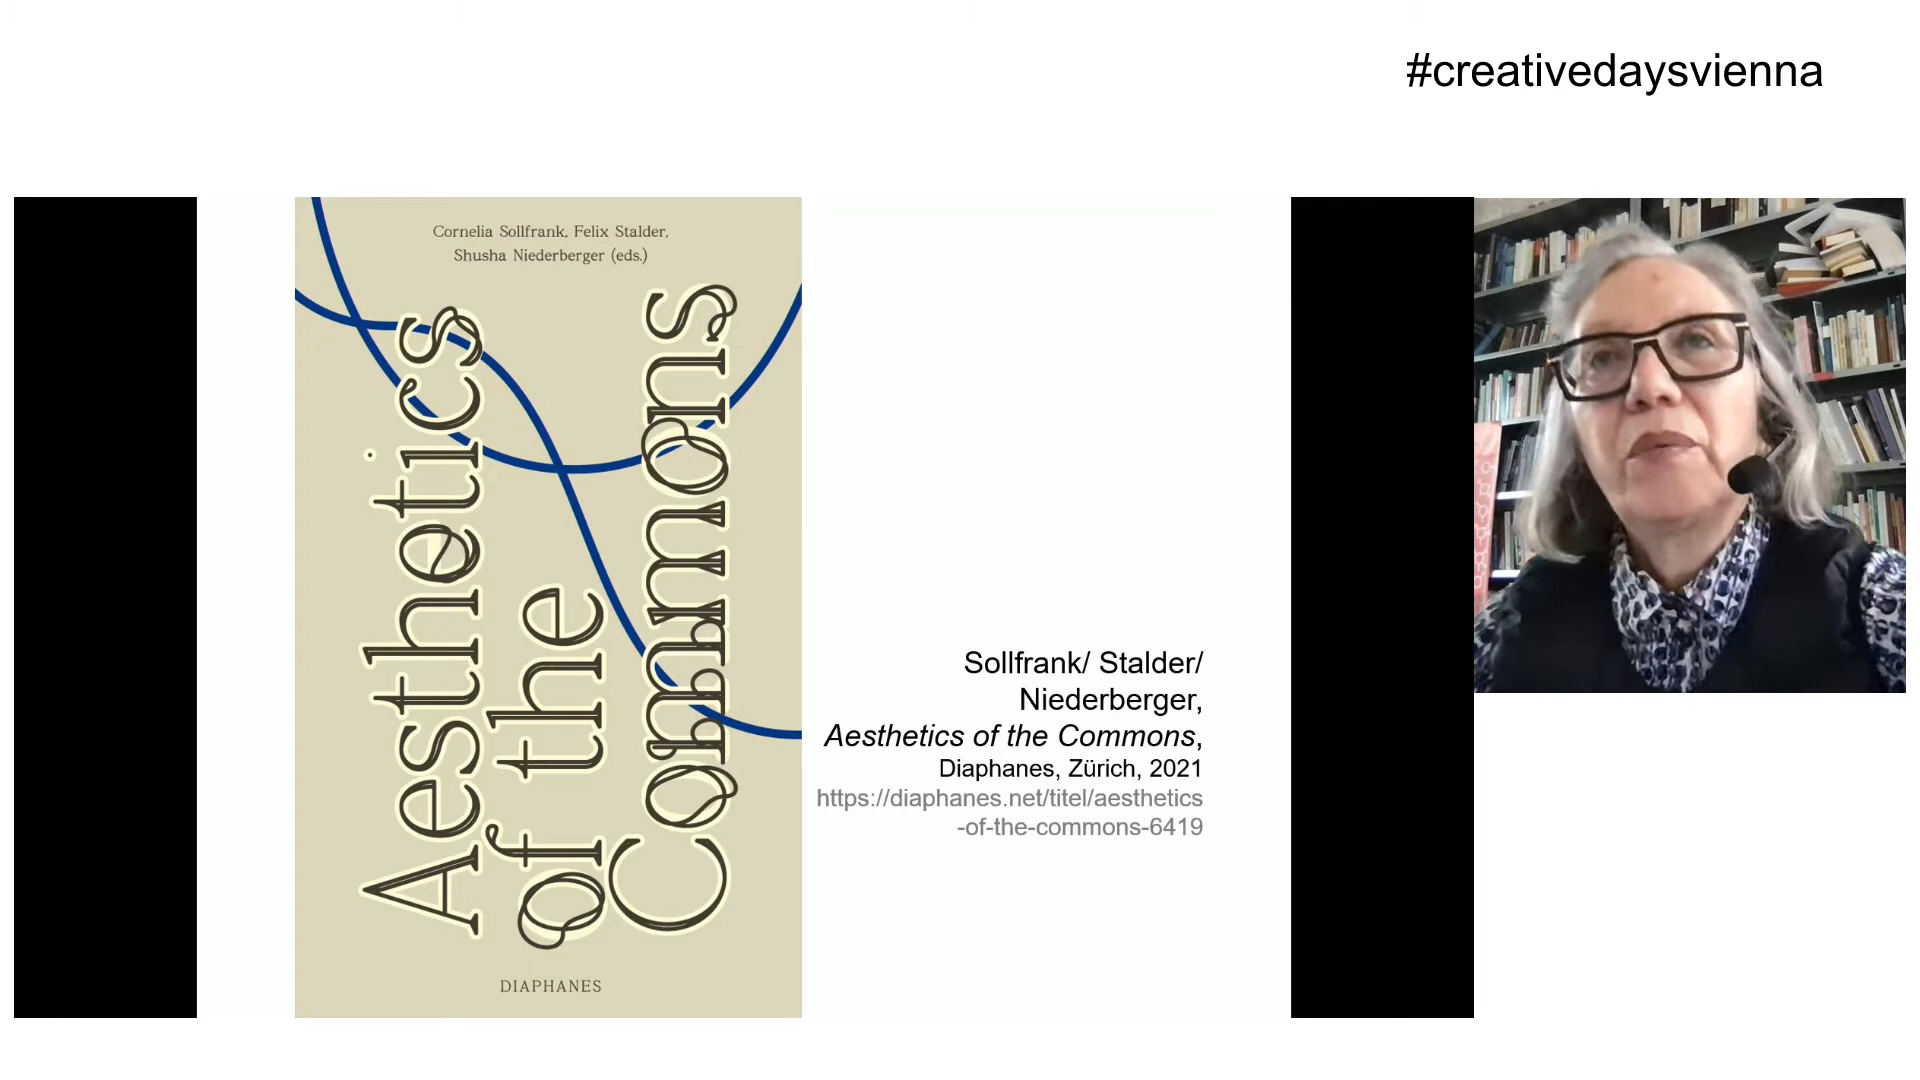 #creativedaysvienna
Cornelia Sollfrank, Felix Stalder,
Shusha Niederberger (eds.)
Aesthetics
of the
Commons
DIAPHANES
Sollfrank/ Stalder/
Niederberger,
Aesthetics of the Commons,
Diaphanes, Zürich, 2021
https://diaphanes.net/titel/aesthetics
-of-the-commons-6419